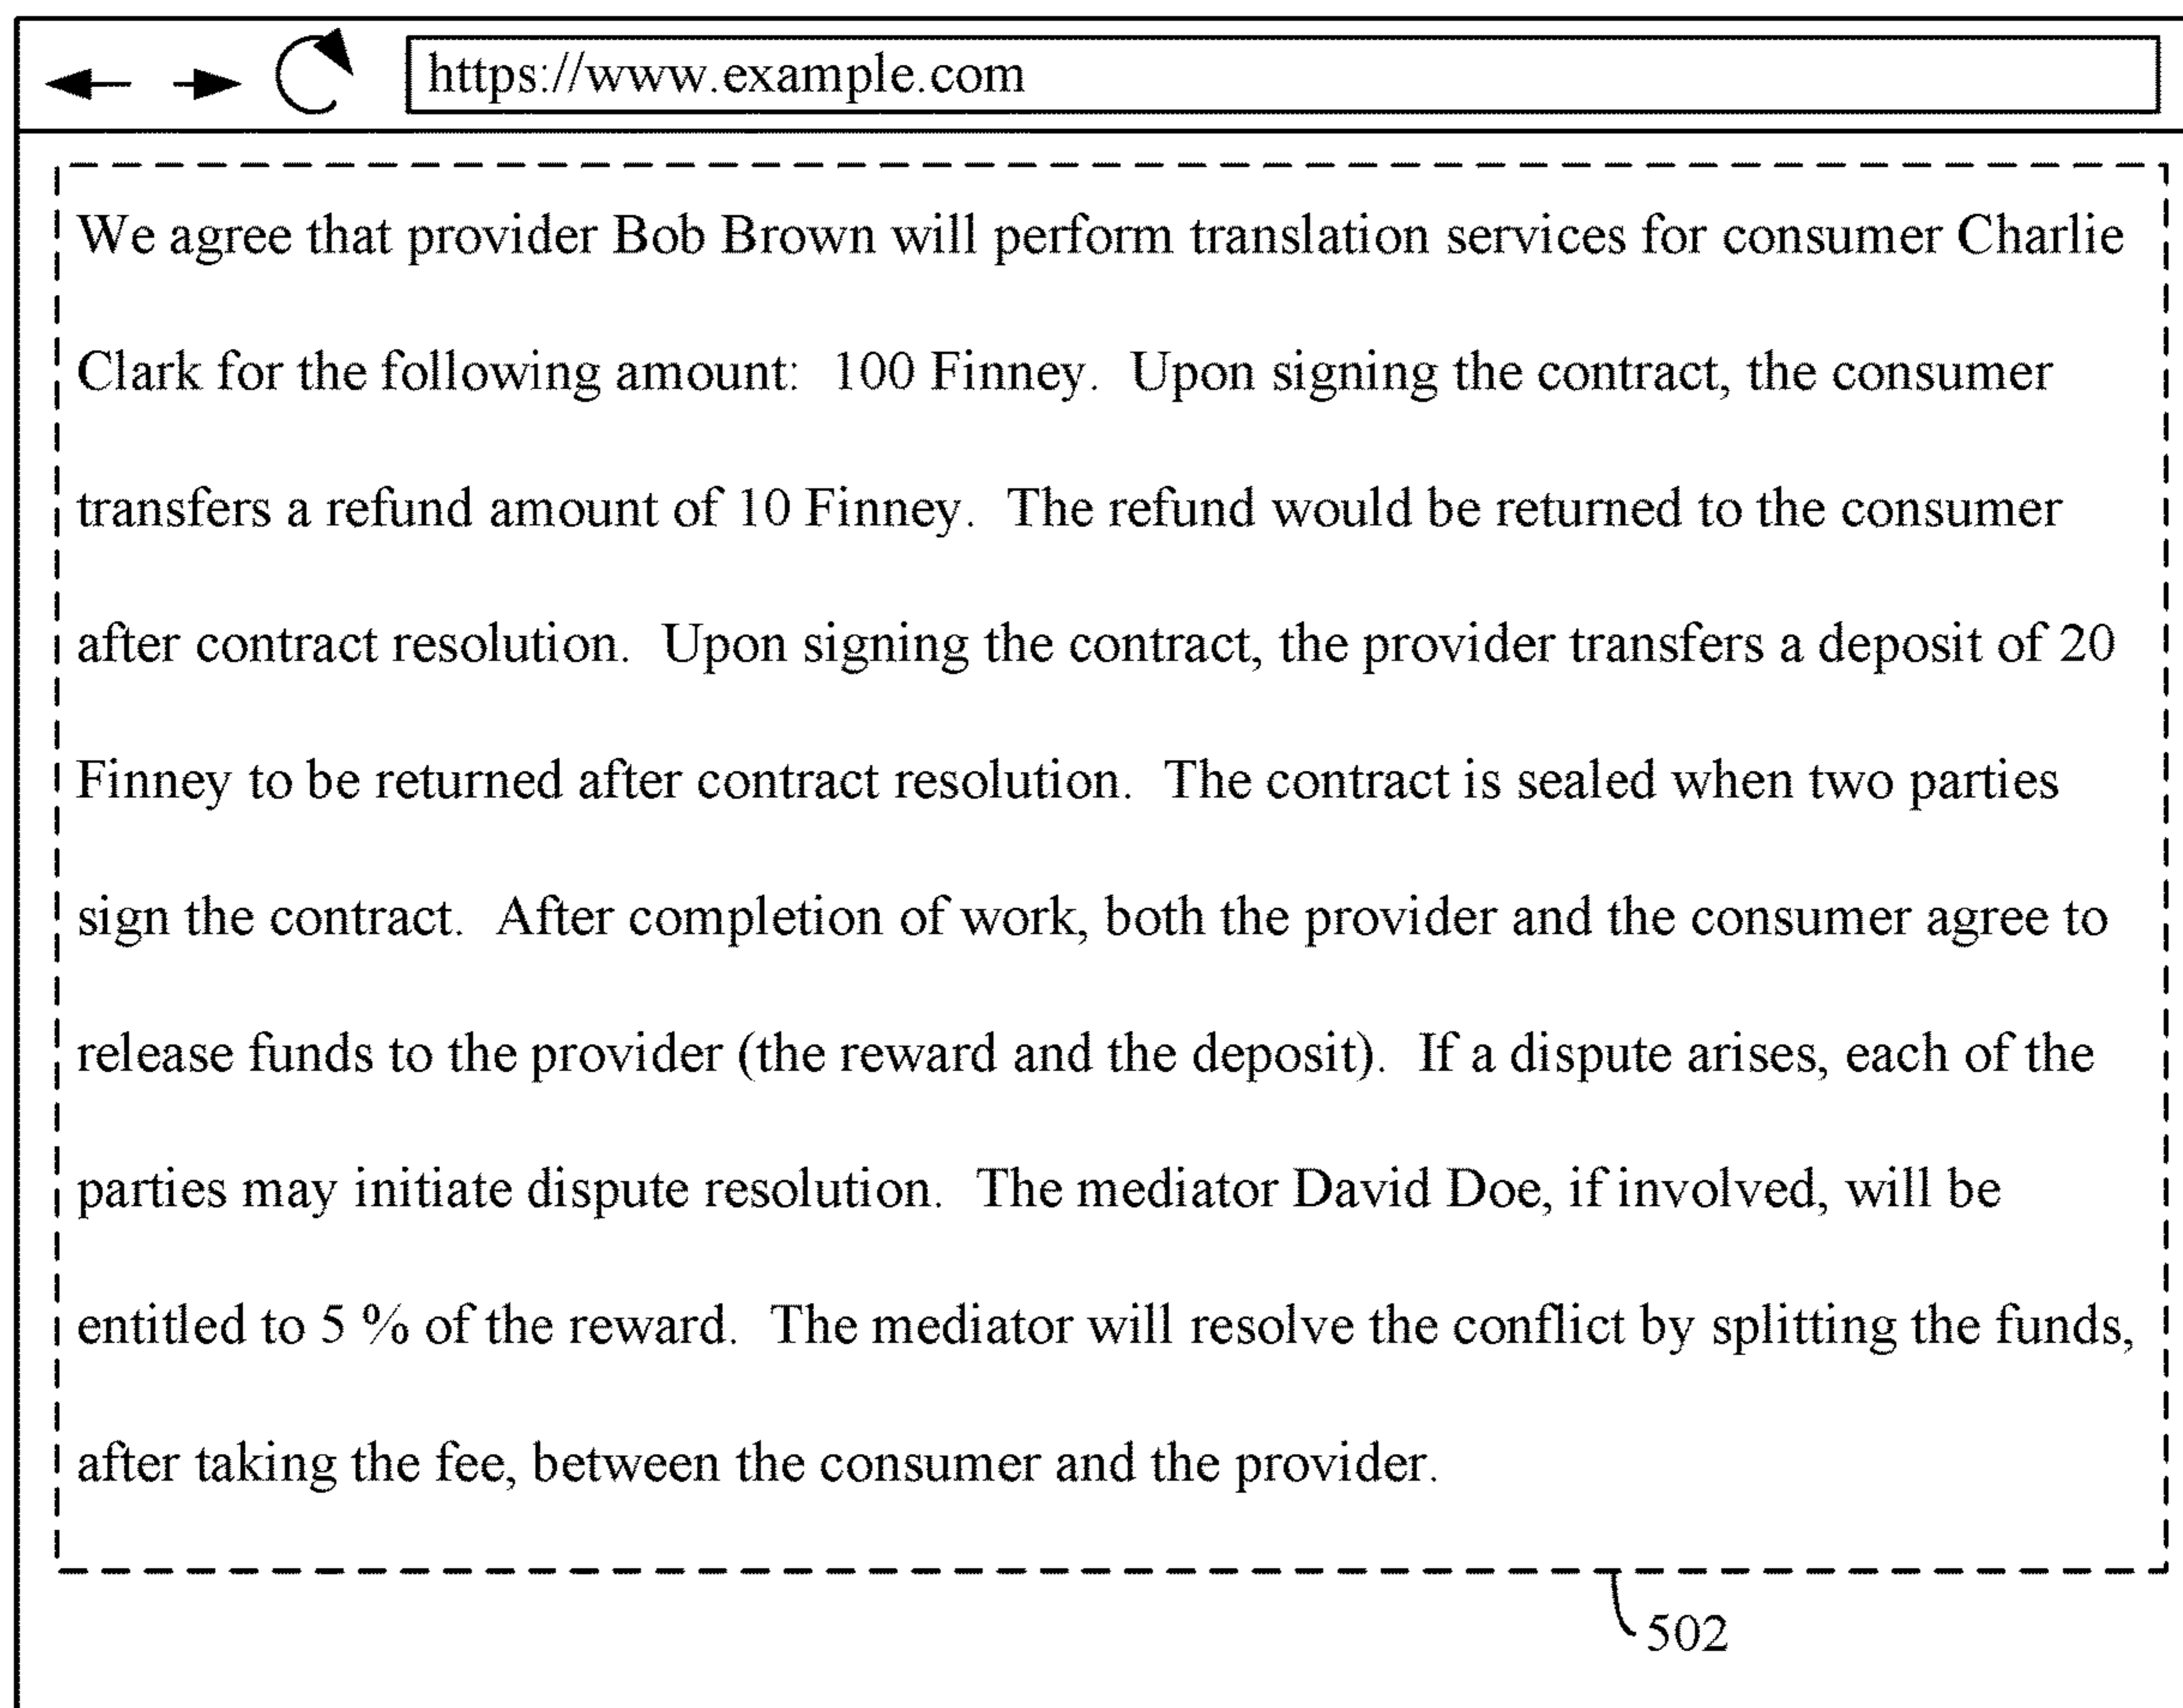 https://www.example.com
We agree that provider Bob Brown will perform translation services for consumer Charlie
Clark for the following amount:  100 Finney.  Upon signing the contract, the consumer
transfers a refund amount of 10 Finney.  The refund would be returned to the consumer
after contract resolution.  Upon signing the contract, the provider transfers a deposit of 20
Finney to be returned after contract resolution.  The contract is sealed when two parties
sign the contract.  After completion of work, both the provider and the consumer agree to
release funds to the provider (the reward and the deposit).  If a dispute arises, each of the
parties may initiate dispute resolution.  The mediator David Doe, if involved, will be
entitled to 5 % of the reward.  The mediator will resolve the conflict by splitting the funds,
after taking the fee, between the consumer and the provider.
502